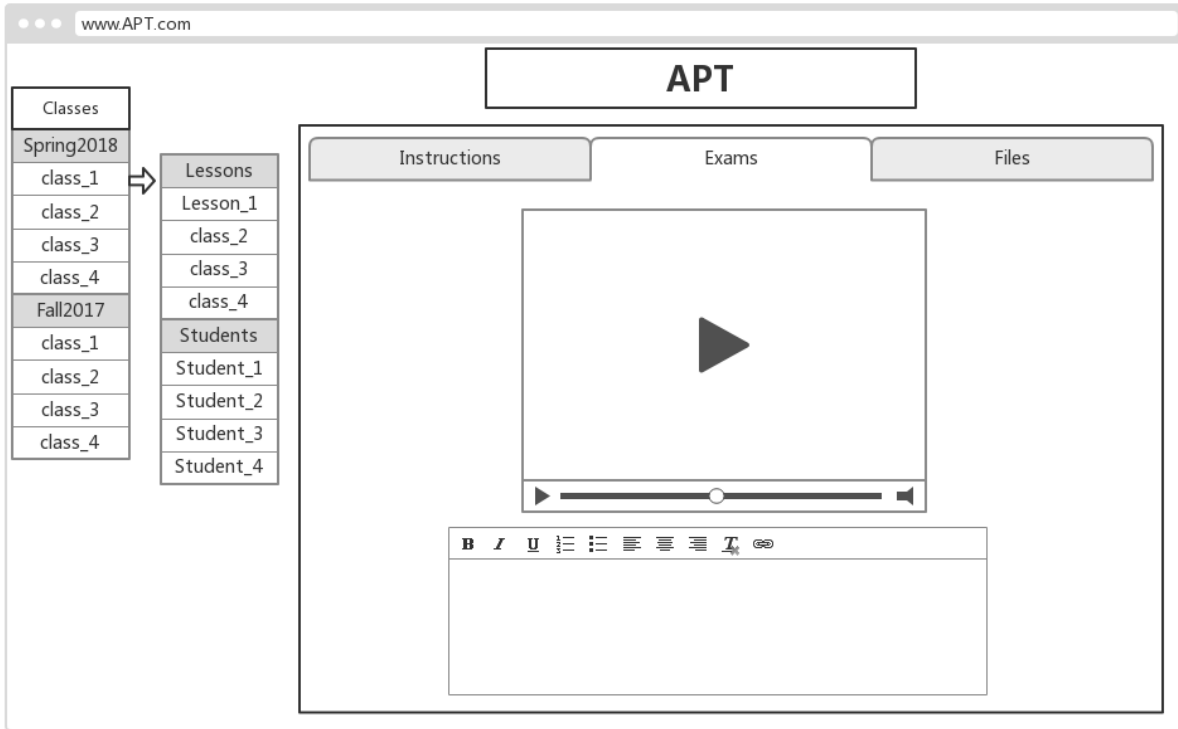 www.APT.com
APT
Classes
Spring2018
class_1
class_2
class_3
class_4
Fall2017
class_1
class_2
class_3
class_4
Lessons
Lesson_1
class_2
class_3
class_4
Students
Student_1
Student_2
Student_3
Student_4
Instructions
Exams
Files
B I U